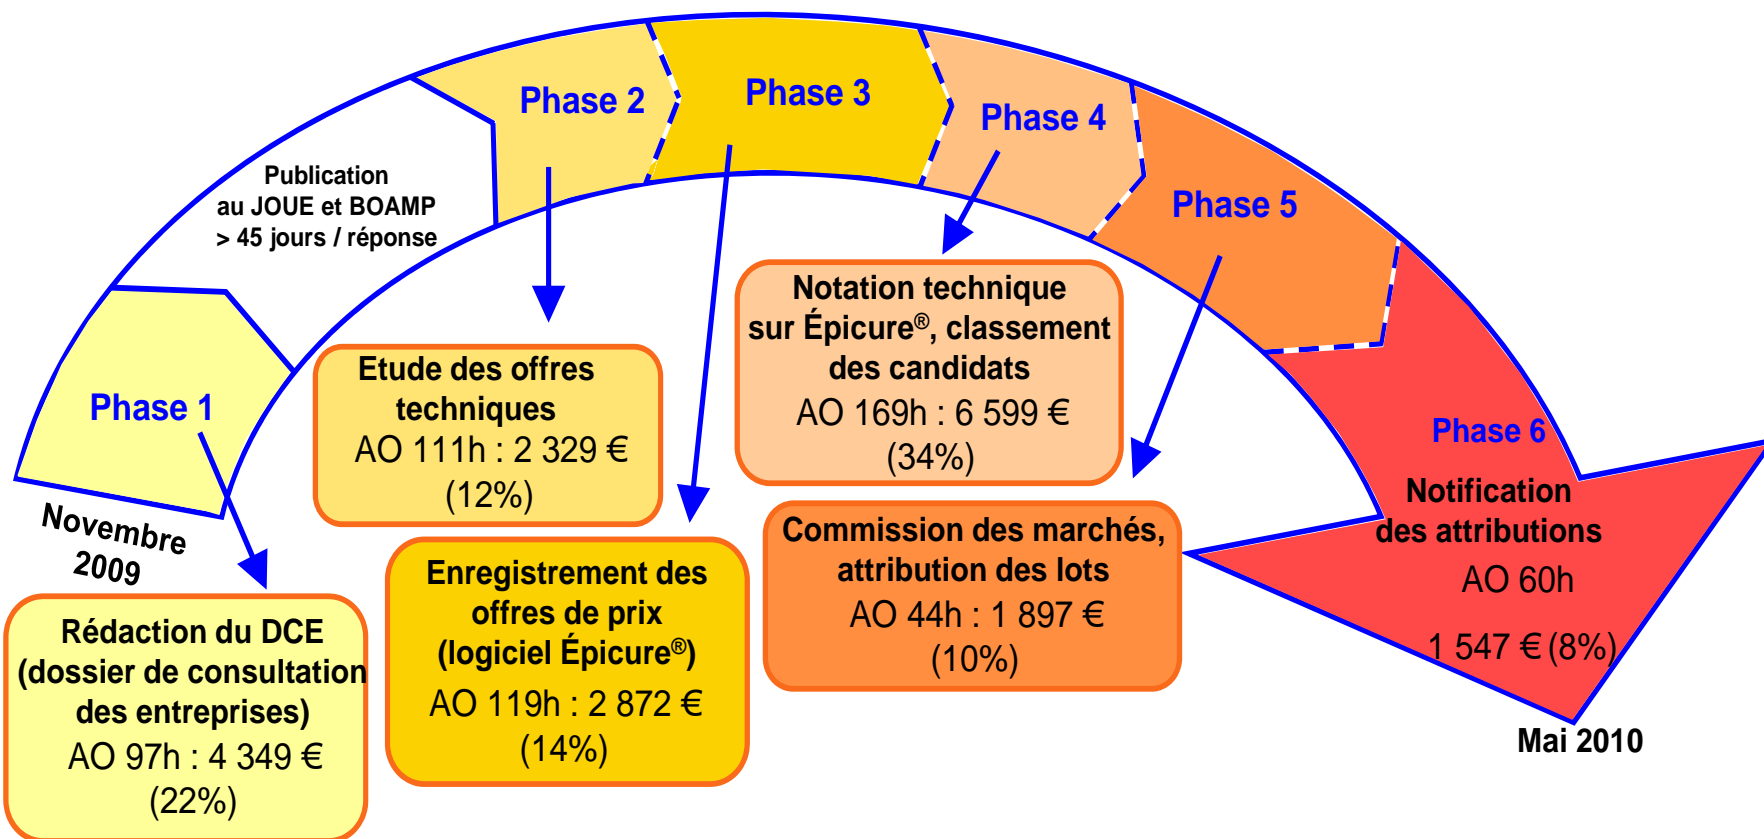 Phase 1
Novembre
2009
Rédaction du DCE
(dossier de consultation
des entreprises)
AO 97h : 4 349 €
(22%)
Publication
au JOUE et BOAMP
> 45 jours / réponse
Phase 2
Etude des offres
techniques
AO 111h : 2 329 €
(12%)
Phase 3
Enregistrement des
offres de prix
(logiciel Épicure®)
AO 119h : 2 872 €
(14%)
Phase 4
Notation technique
sur Épicure®, classement
des candidats
AO 169h : 6 599 €
(34%)
Phase 5
Commission des marchés,
attribution des lots
AO 44h : 1 897 €
(10%)
Phase 6
Notification
des attributions
AO 60h
1 547 € (8%)
Mai 2010